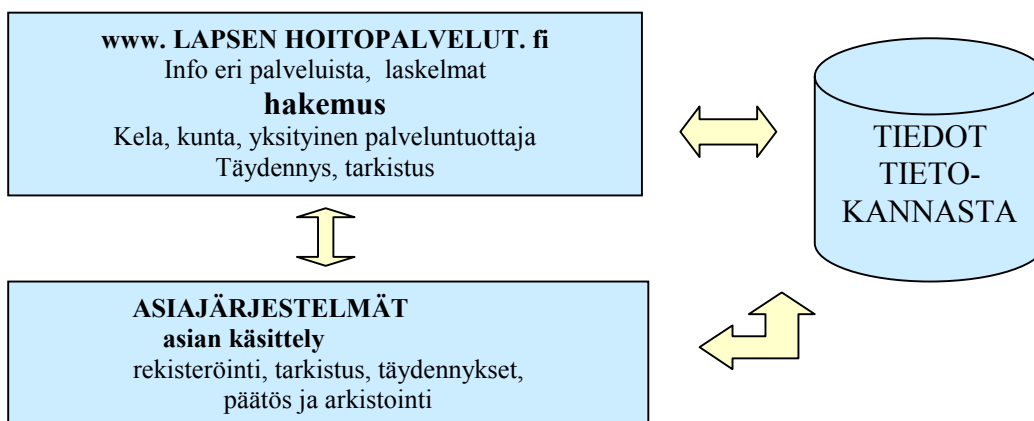 www. LAPSEN HOITOPALVELUT. fi
Info eri palveluista, laskelmat
hakemus
Kela, kunta, yksityinen palveluntuottaja
Täydennys, tarkistus
TIEDOT
TIETO-
KANNASTA
ASIAJÄRJESTELMÄT
asian käsittely
rekisteröinti, tarkistus, täydennykset,
päätös ja arkistointi